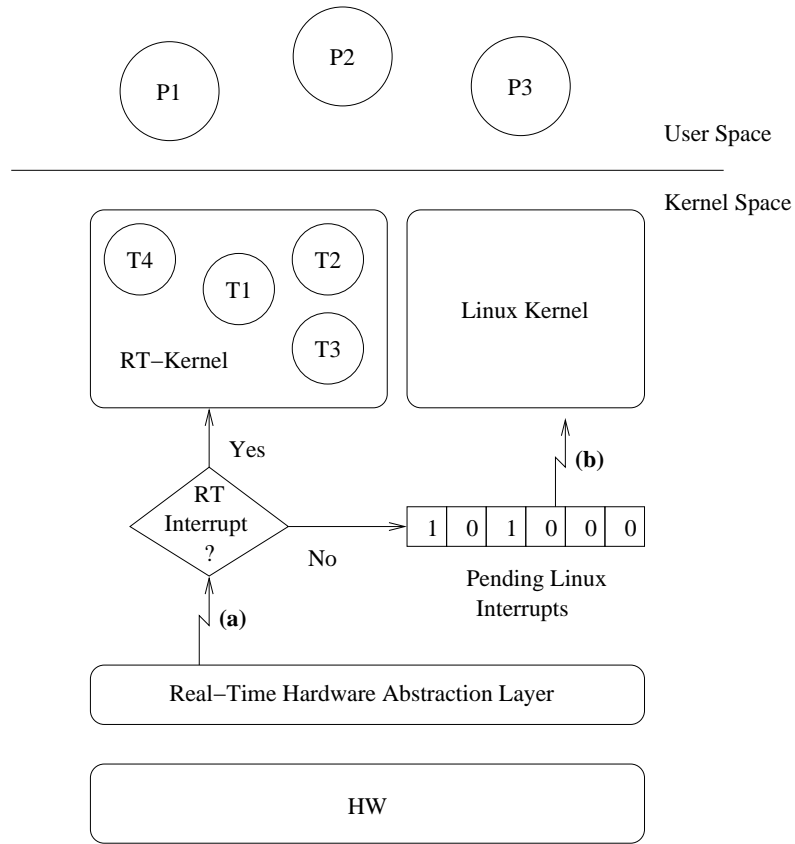 P1
P2
P3
User Space
Kernel Space
T4
T1
T2
T3
RT−Kernel
Linux Kernel
Yes
(b)
RT
Interrupt
?
No
1 0 1 0 0 0
Pending Linux
Interrupts
(a)
Real−Time Hardware Abstraction Layer
HW